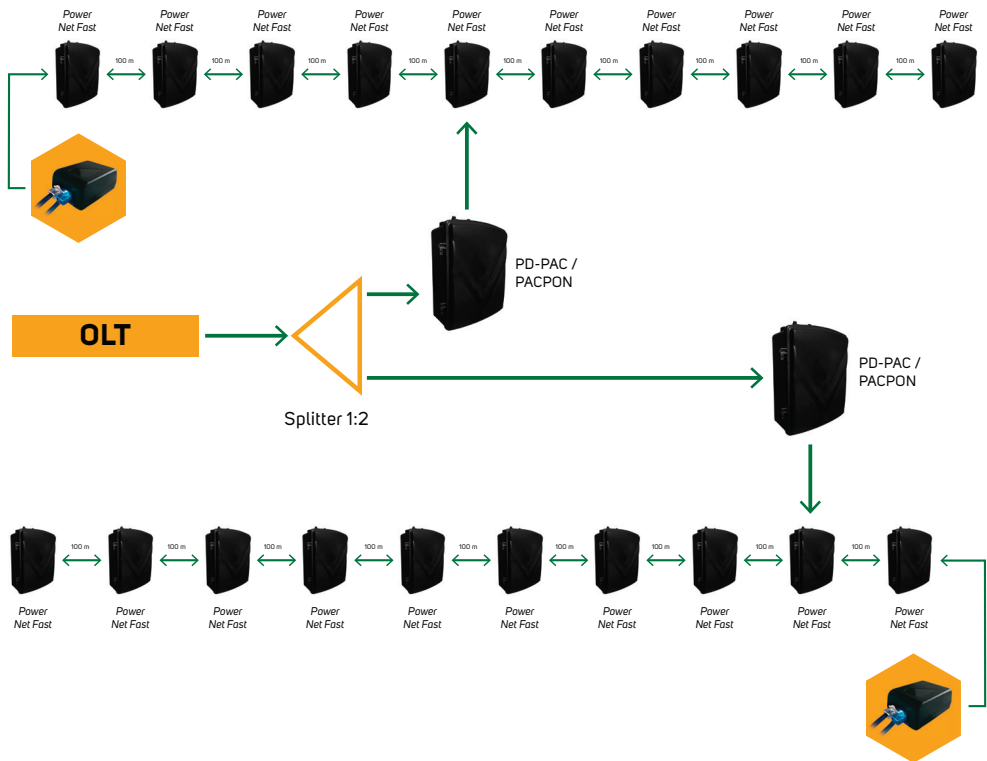 Power
Net Fast
Power
Net Fast
Power
Net Fast
Power
Net Fast
Power
Net Fast
Power
Net Fast
Power
Net Fast
Power
Net Fast
Power
Net Fast
Power
Net Fast
100 m
100 m
100 m
100 m
100 m
100 m
100 m
100 m
100 m
PD-PAC /
PACPON
OLT
PD-PAC /
PACPON
Splitter 1:2
100 m
100 m
100 m
100 m
100 m
100 m
100 m
100 m
100 m
Power
Net Fast
Power
Net Fast
Power
Net Fast
Power
Net Fast
Power
Net Fast
Power
Net Fast
Power
Net Fast
Power
Net Fast
Power
Net Fast
Power
Net Fast